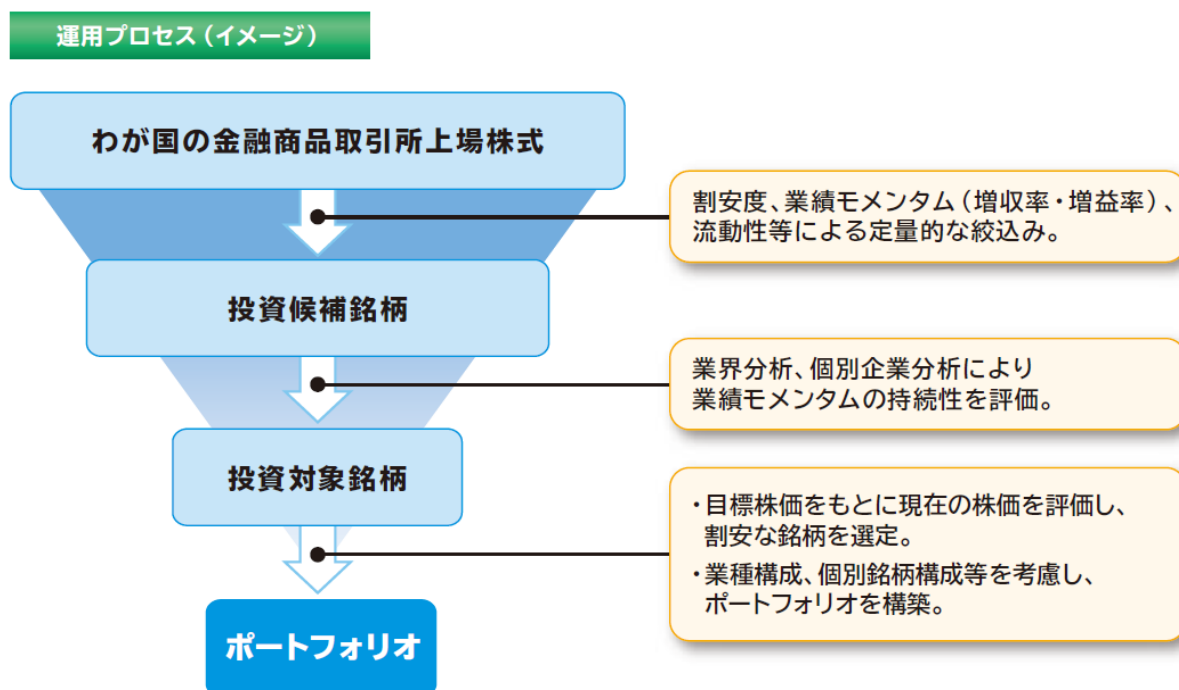 運用プロセス（イメージ）
わが国の金融商品取引所上場株式
割安度、業績モメンタム（増収率・増益率）、
流動性等による定量的な絞込み。
投資候補銘柄
業界分析、個別企業分析により
業績モメンタムの持続性を評価。
投資対象銘柄
・目標株価をもとに現在の株価を評価し、
割安な銘柄を選定。
・業種構成、個別銘柄構成等を考慮し、
ポートフォリオを構築。
ポートフォリオ